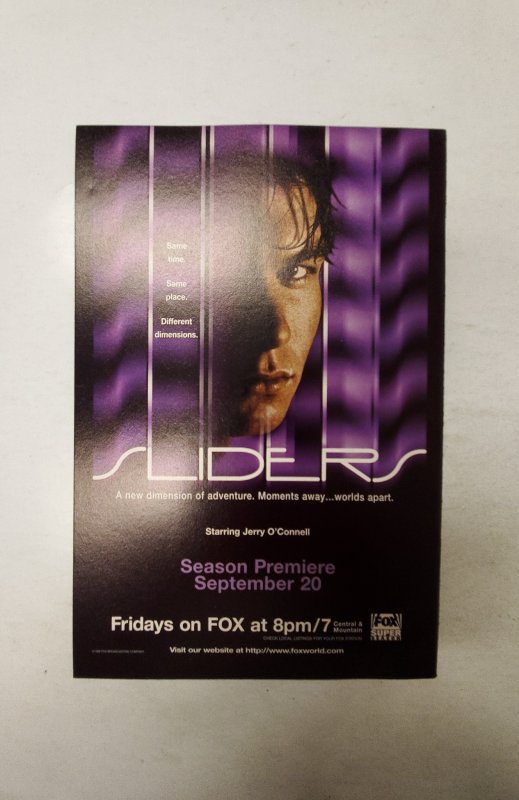 Same
time.
Same
place.
Different
dimensions.
SLIDERS
A new dimension of adventure. Moments away...worlds apart.
Starring Jerry O'Connell
Season Premiere
September 20
Fridays on FOX at 8pm/7 Central &
Mountain
CHECK LOCAL LISTINGS FOR YOUR FOX STATION
FOX
SUPER
SEASON
Visit our website at http://www.foxworld.com